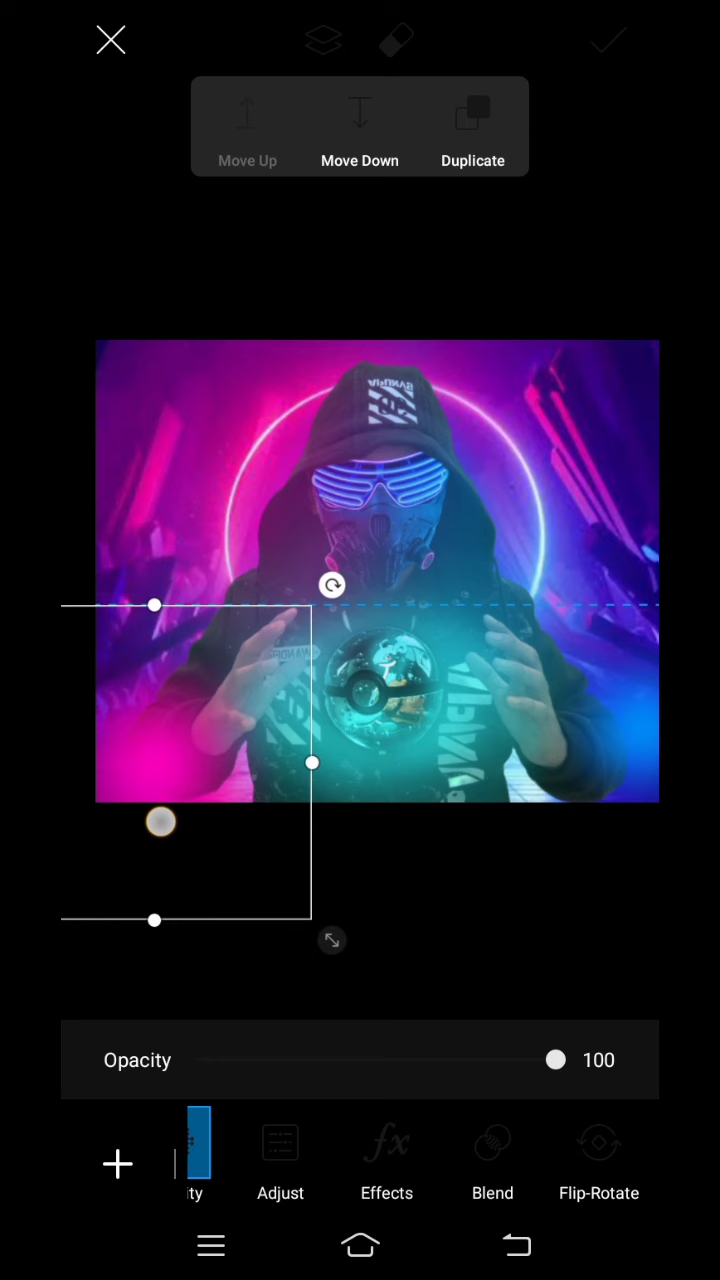 Move Up Move Down Duplicate
Opacity 100
ity Adjust Effects Blend Flip-Rotate